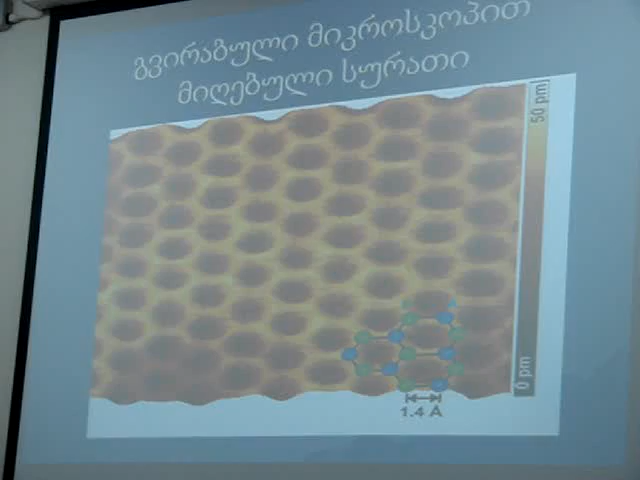 გვირაბული მიკროსკოპით
მიღებული სურათი
50 pm
0 pm
1.4 Å